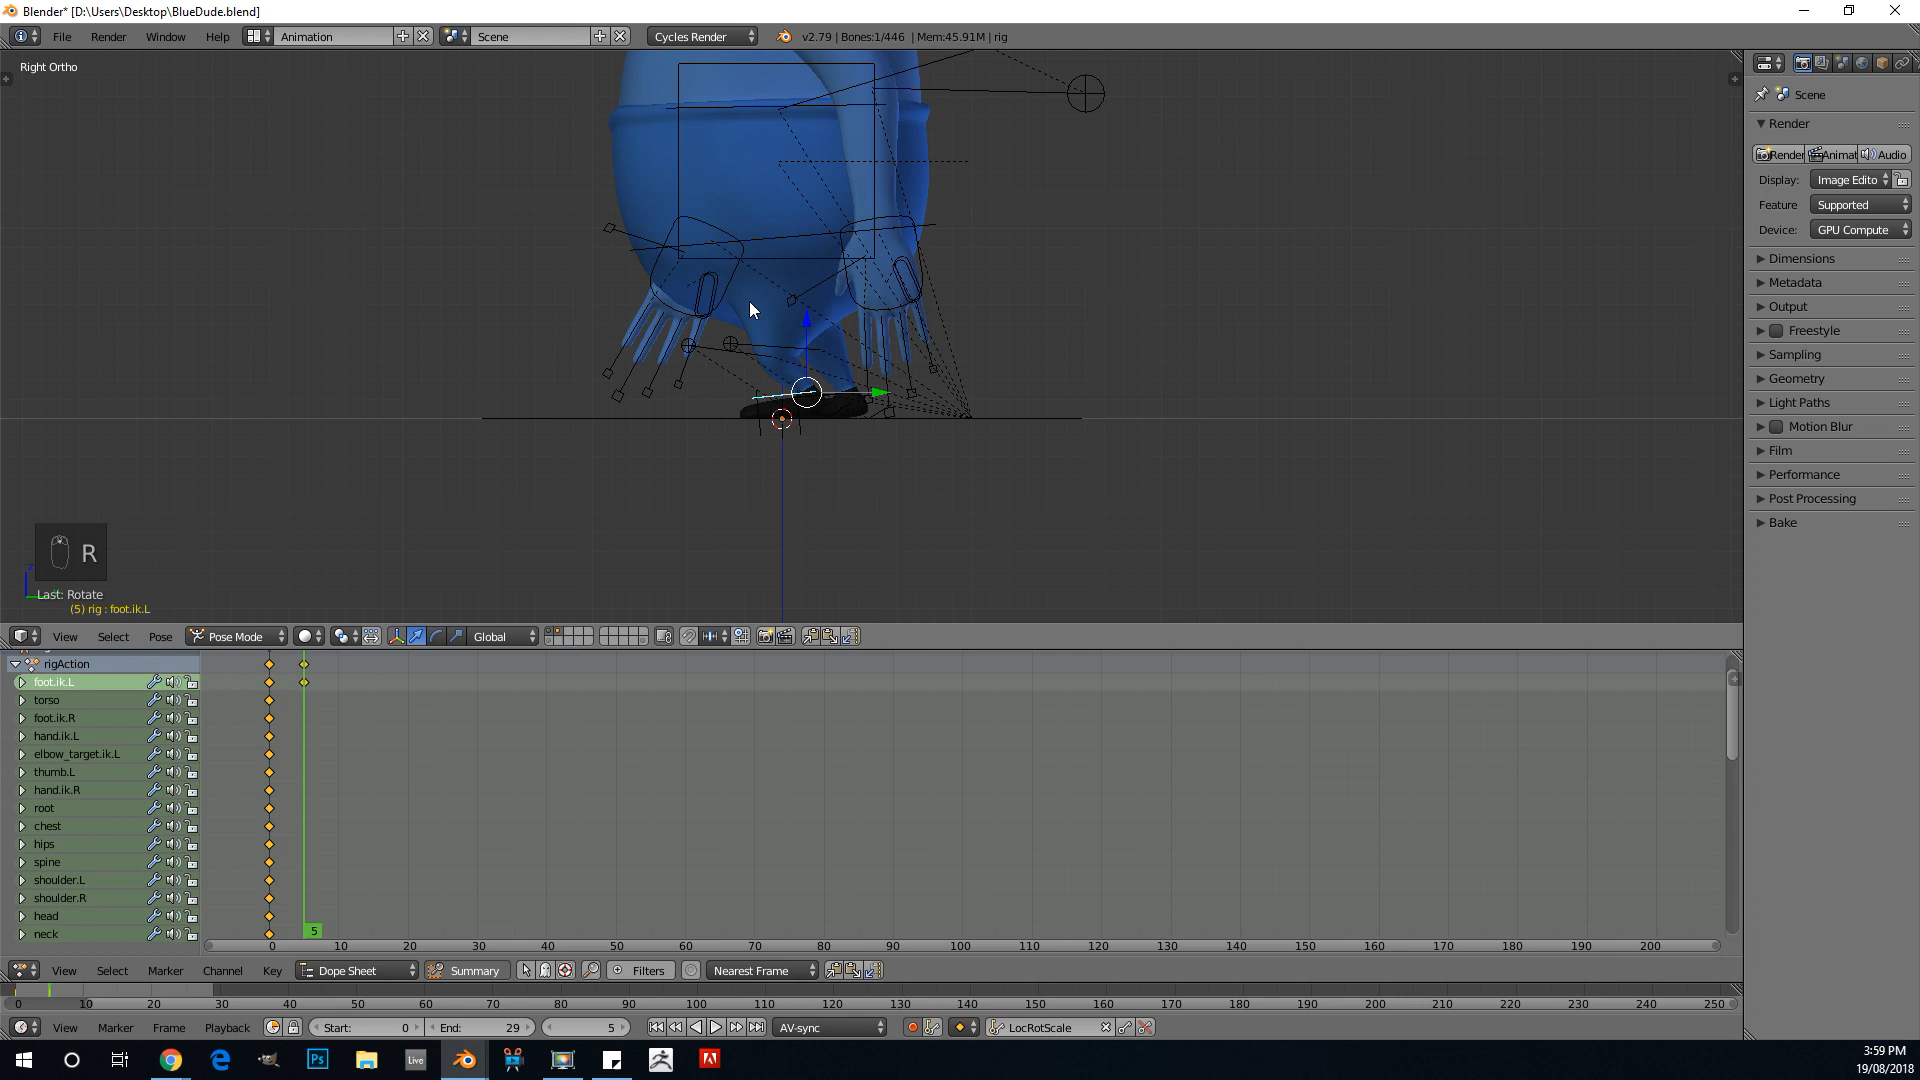 Blender* [D:\Users\Desktop\BlueDude.blend]
File Render Window Help Animation Scene Cycles Render v2.79 | Bones:1/446 | Mem:45.91M | rig
Right Ortho
Scene
Render
Render Animat Audio
Display: Image Edito
Feature Supported
Device: GPU Compute
Dimensions
Metadata
Output
Freestyle
Sampling
Geometry
Light Paths
Motion Blur
Film
Performance
Post Processing
Bake
R
Last: Rotate
(5) rig : foot.ik.L
View Select Pose Pose Mode Global
rigAction
foot.ik.L
torso
foot.ik.R
hand.ik.L
elbow_target.ik.L
thumb.L
hand.ik.R
root
chest
hips
spine
shoulder.L
shoulder.R
head
neck
5
0 10 20 30 40 50 60 70 80 90 100 110 120 130 140 150 160 170 180 190 200
View Select Marker Channel Key Dope Sheet Summary Filters Nearest Frame
0 10 20 30 40 50 60 70 80 90 100 110 120 130 140 150 160 170 180 190 200 210 220 230 240 250
View Marker Frame Playback Start: 0 End: 29 5 AV-sync LocRotScale
Ps Live
3:59 PM
19/08/2018